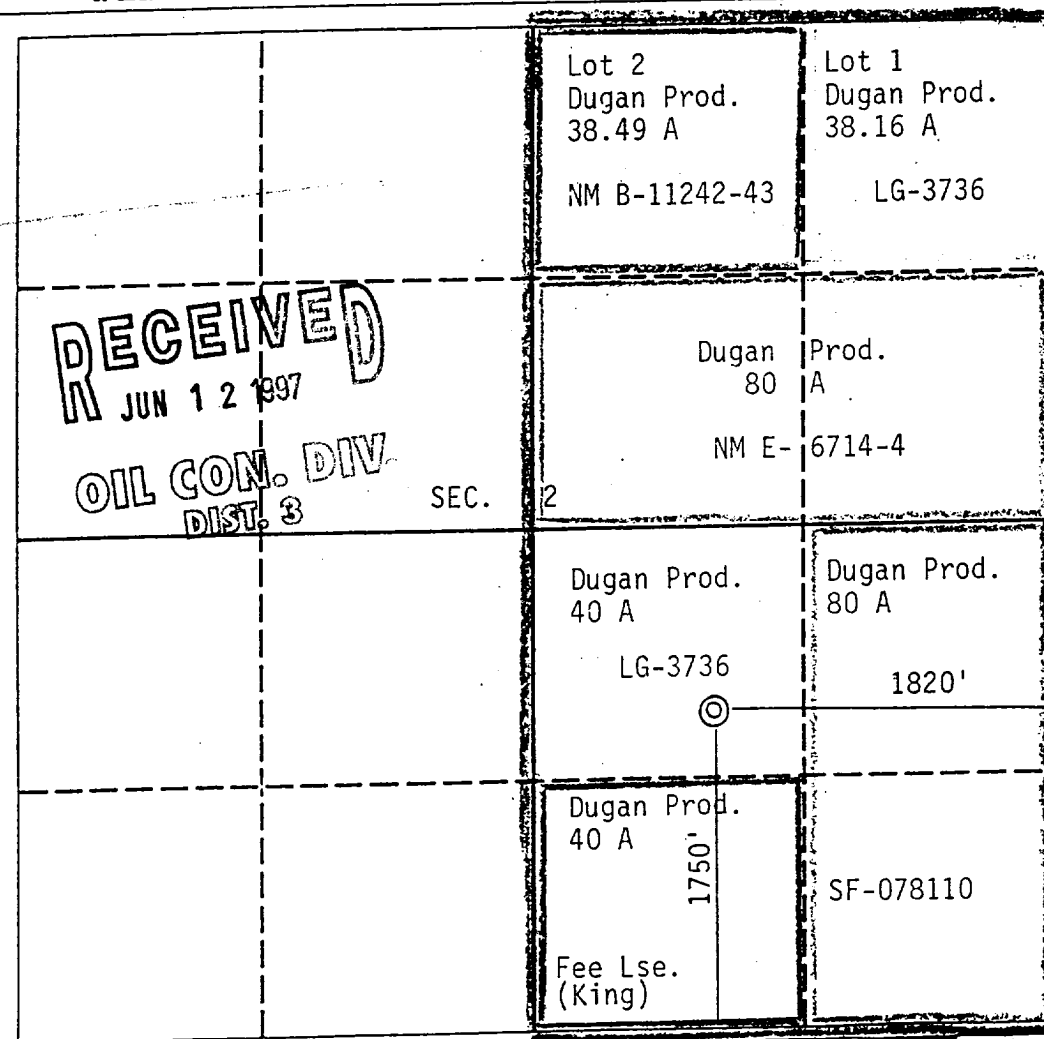 Lot 2
Dugan Prod.
38.49 A
NM B-11242-43
Lot 1
Dugan Prod.
38.16 A
LG-3736
RECEIVED
JUN 12 1997
OIL CON. DIV.
DIST. 3
Dugan Prod.
80 A
NM E-6714-4
SEC. 2
Dugan Prod.
40 A
LG-3736
Dugan Prod.
80 A
1820'
Dugan Prod.
40 A
1750'
Fee Lse.
(King)
SF-078110